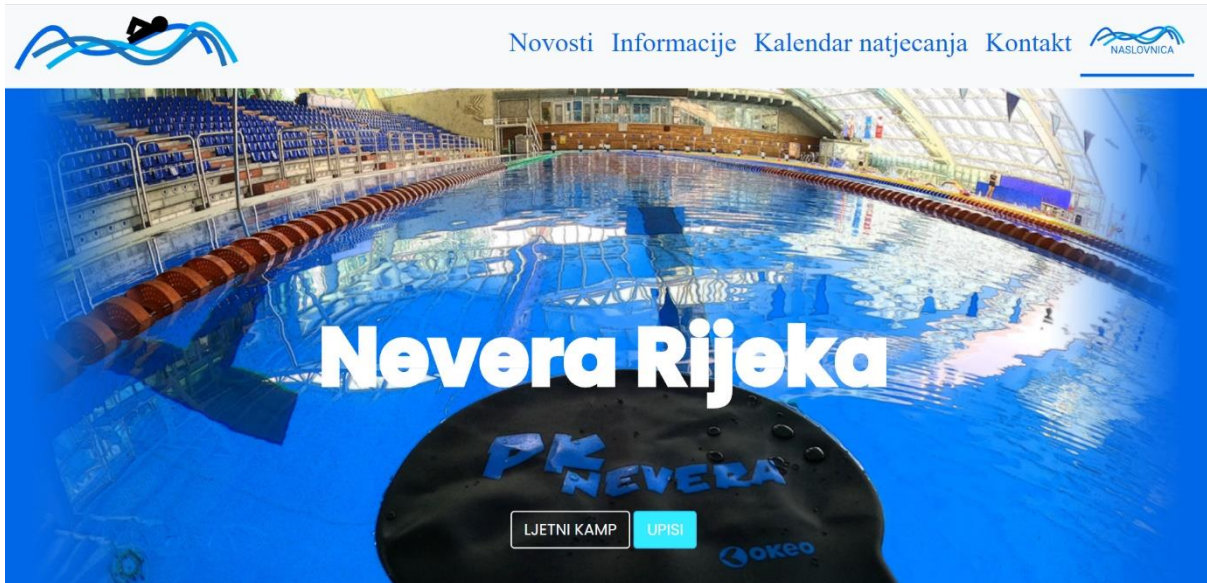 Novosti Informacije Kalendar natjecanja Kontakt NASLOVNICA
Nevera Rijeka
PK
NEVERA
LJETNI KAMP UPISI
OKEO